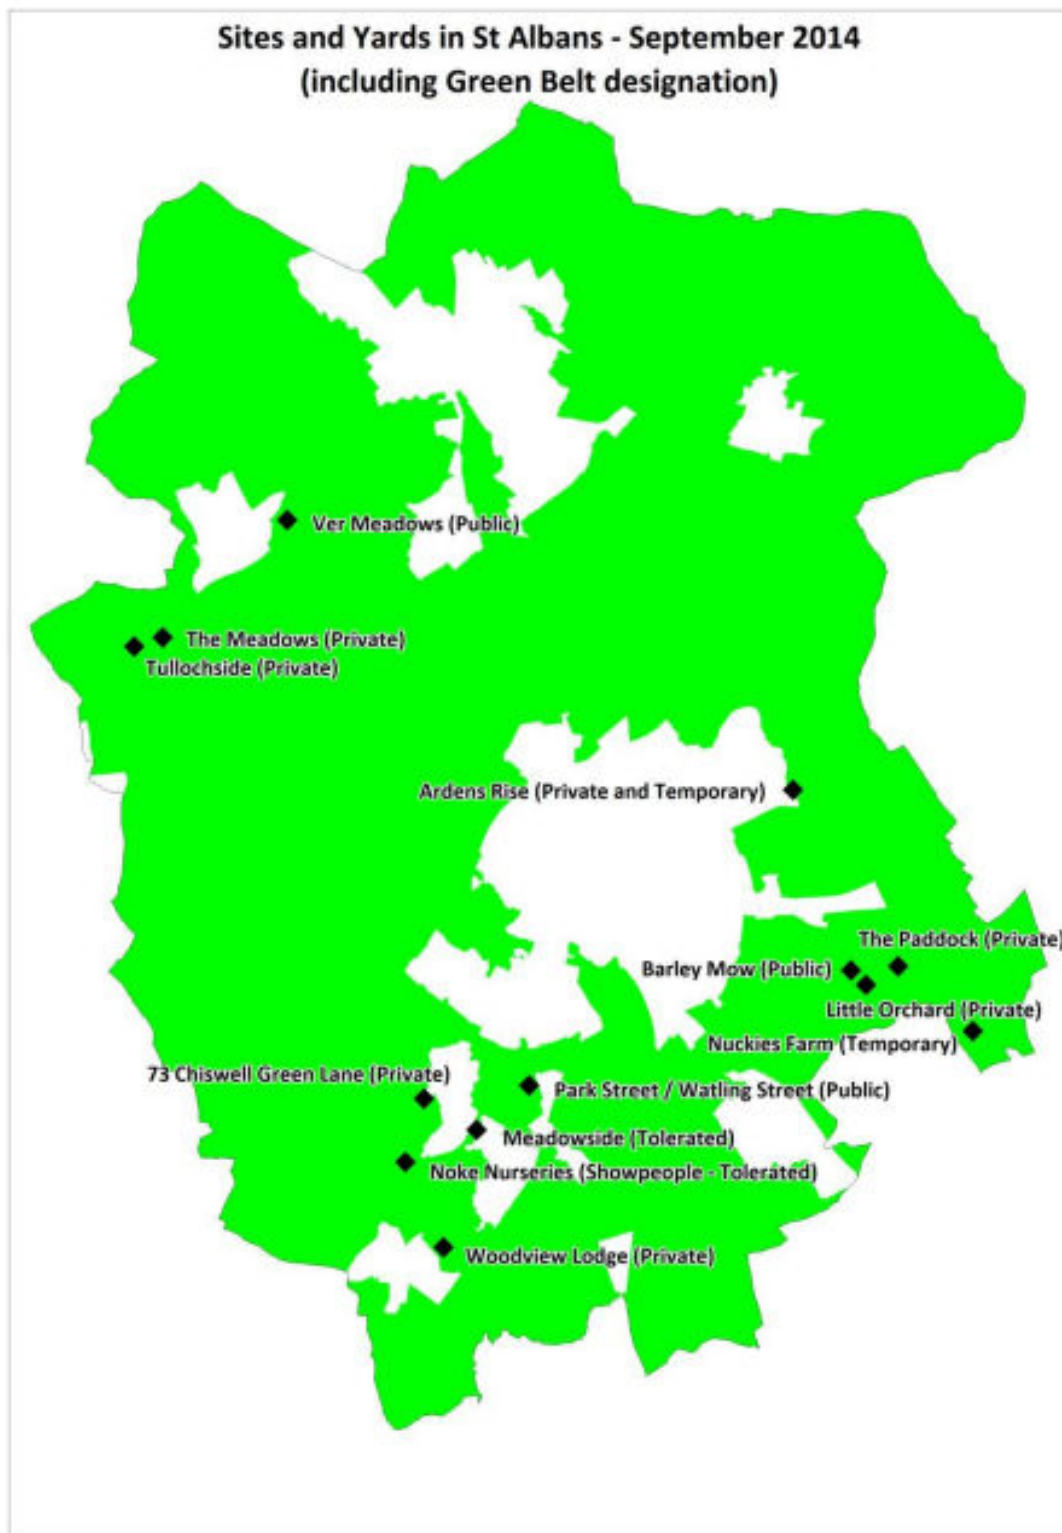 Sites and Yards in St Albans - September 2014
(including Green Belt designation)
Ver Meadows (Public)
The Meadows (Private)
Tullochside (Private)
Ardens Rise (Private and Temporary)
The Paddock (Private)
Barley Mow (Public)
Little Orchard (Private)
Nuckies Farm (Temporary)
73 Chiswell Green Lane (Private)
Park Street / Watling Street (Public)
Meadowside (Tolerated)
Noke Nurseries (Showpeople - Tolerated)
Woodview Lodge (Private)